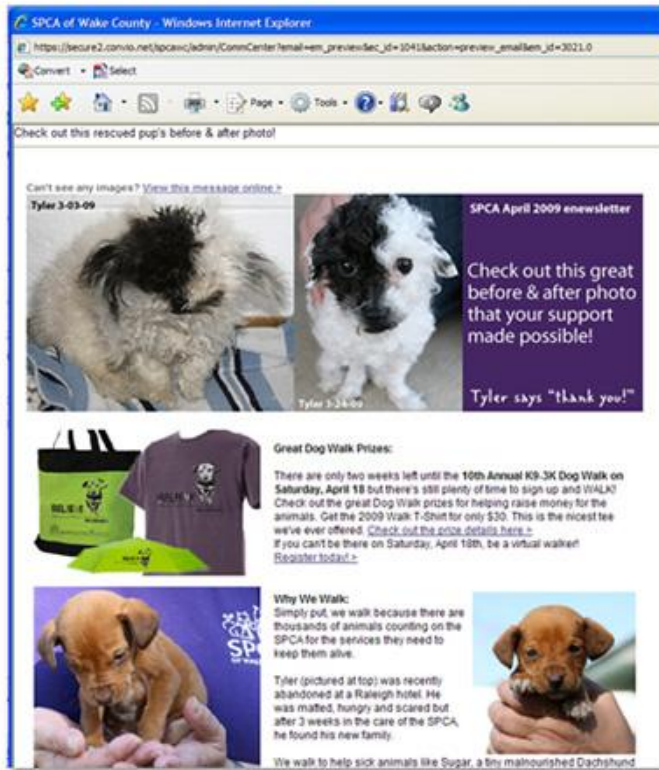 SPCA of Wake County - Windows Internet Explorer
https://secure2.convio.net/spcawc/admin/CommCenter?email=em_preview&ec_id=1041&action=preview_email&em_id=3021.0
Convert Select
Page Tools
Check out this rescued pup's before & after photo!
Can't see any images? View this message online >
Tyler 3-03-09
SPCA April 2009 enewsletter
Check out this great
before & after photo
that your support
made possible!
Tyler 3-24-09
Tyler says "thank you!"
Great Dog Walk Prizes:
There are only two weeks left until the 10th Annual K9-3K Dog Walk on
Saturday, April 18 but there's still plenty of time to sign up and WALK!
Check out the great Dog Walk prizes for helping raise money for the
animals. Get the 2009 Walk T-Shirt for only $30. This is the nicest tee
we've ever offered. Check out the prize details here >
If you can't be there on Saturday, April 18th, be a virtual walker!
Register today! >
Why We Walk:
Simply put, we walk because there are
thousands of animals counting on the
SPCA for the services they need to
keep them alive.
Tyler (pictured at top) was recently
abandoned at a Raleigh hotel. He
was matted, hungry and scared but
after 3 weeks in the care of the SPCA,
he found his new family.
We walk to help sick animals like Sugar, a tiny malnourished Dachshund